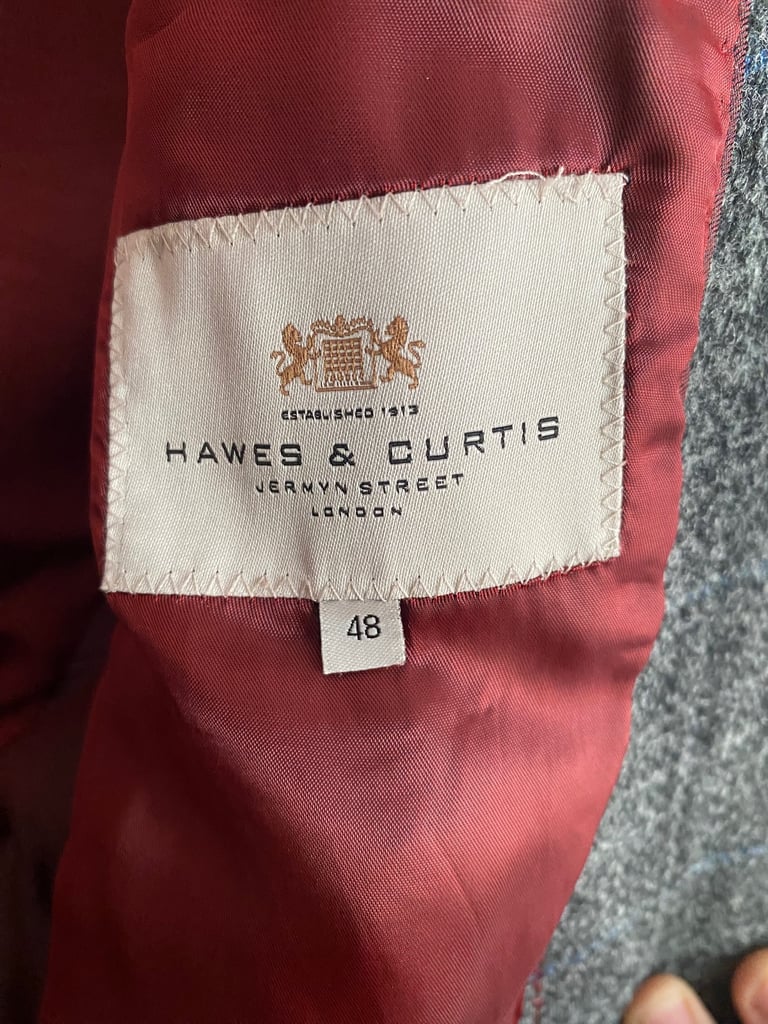 ESTABLISHED 1913
HAWES & CURTIS
JERMYN STREET
LONDON
48